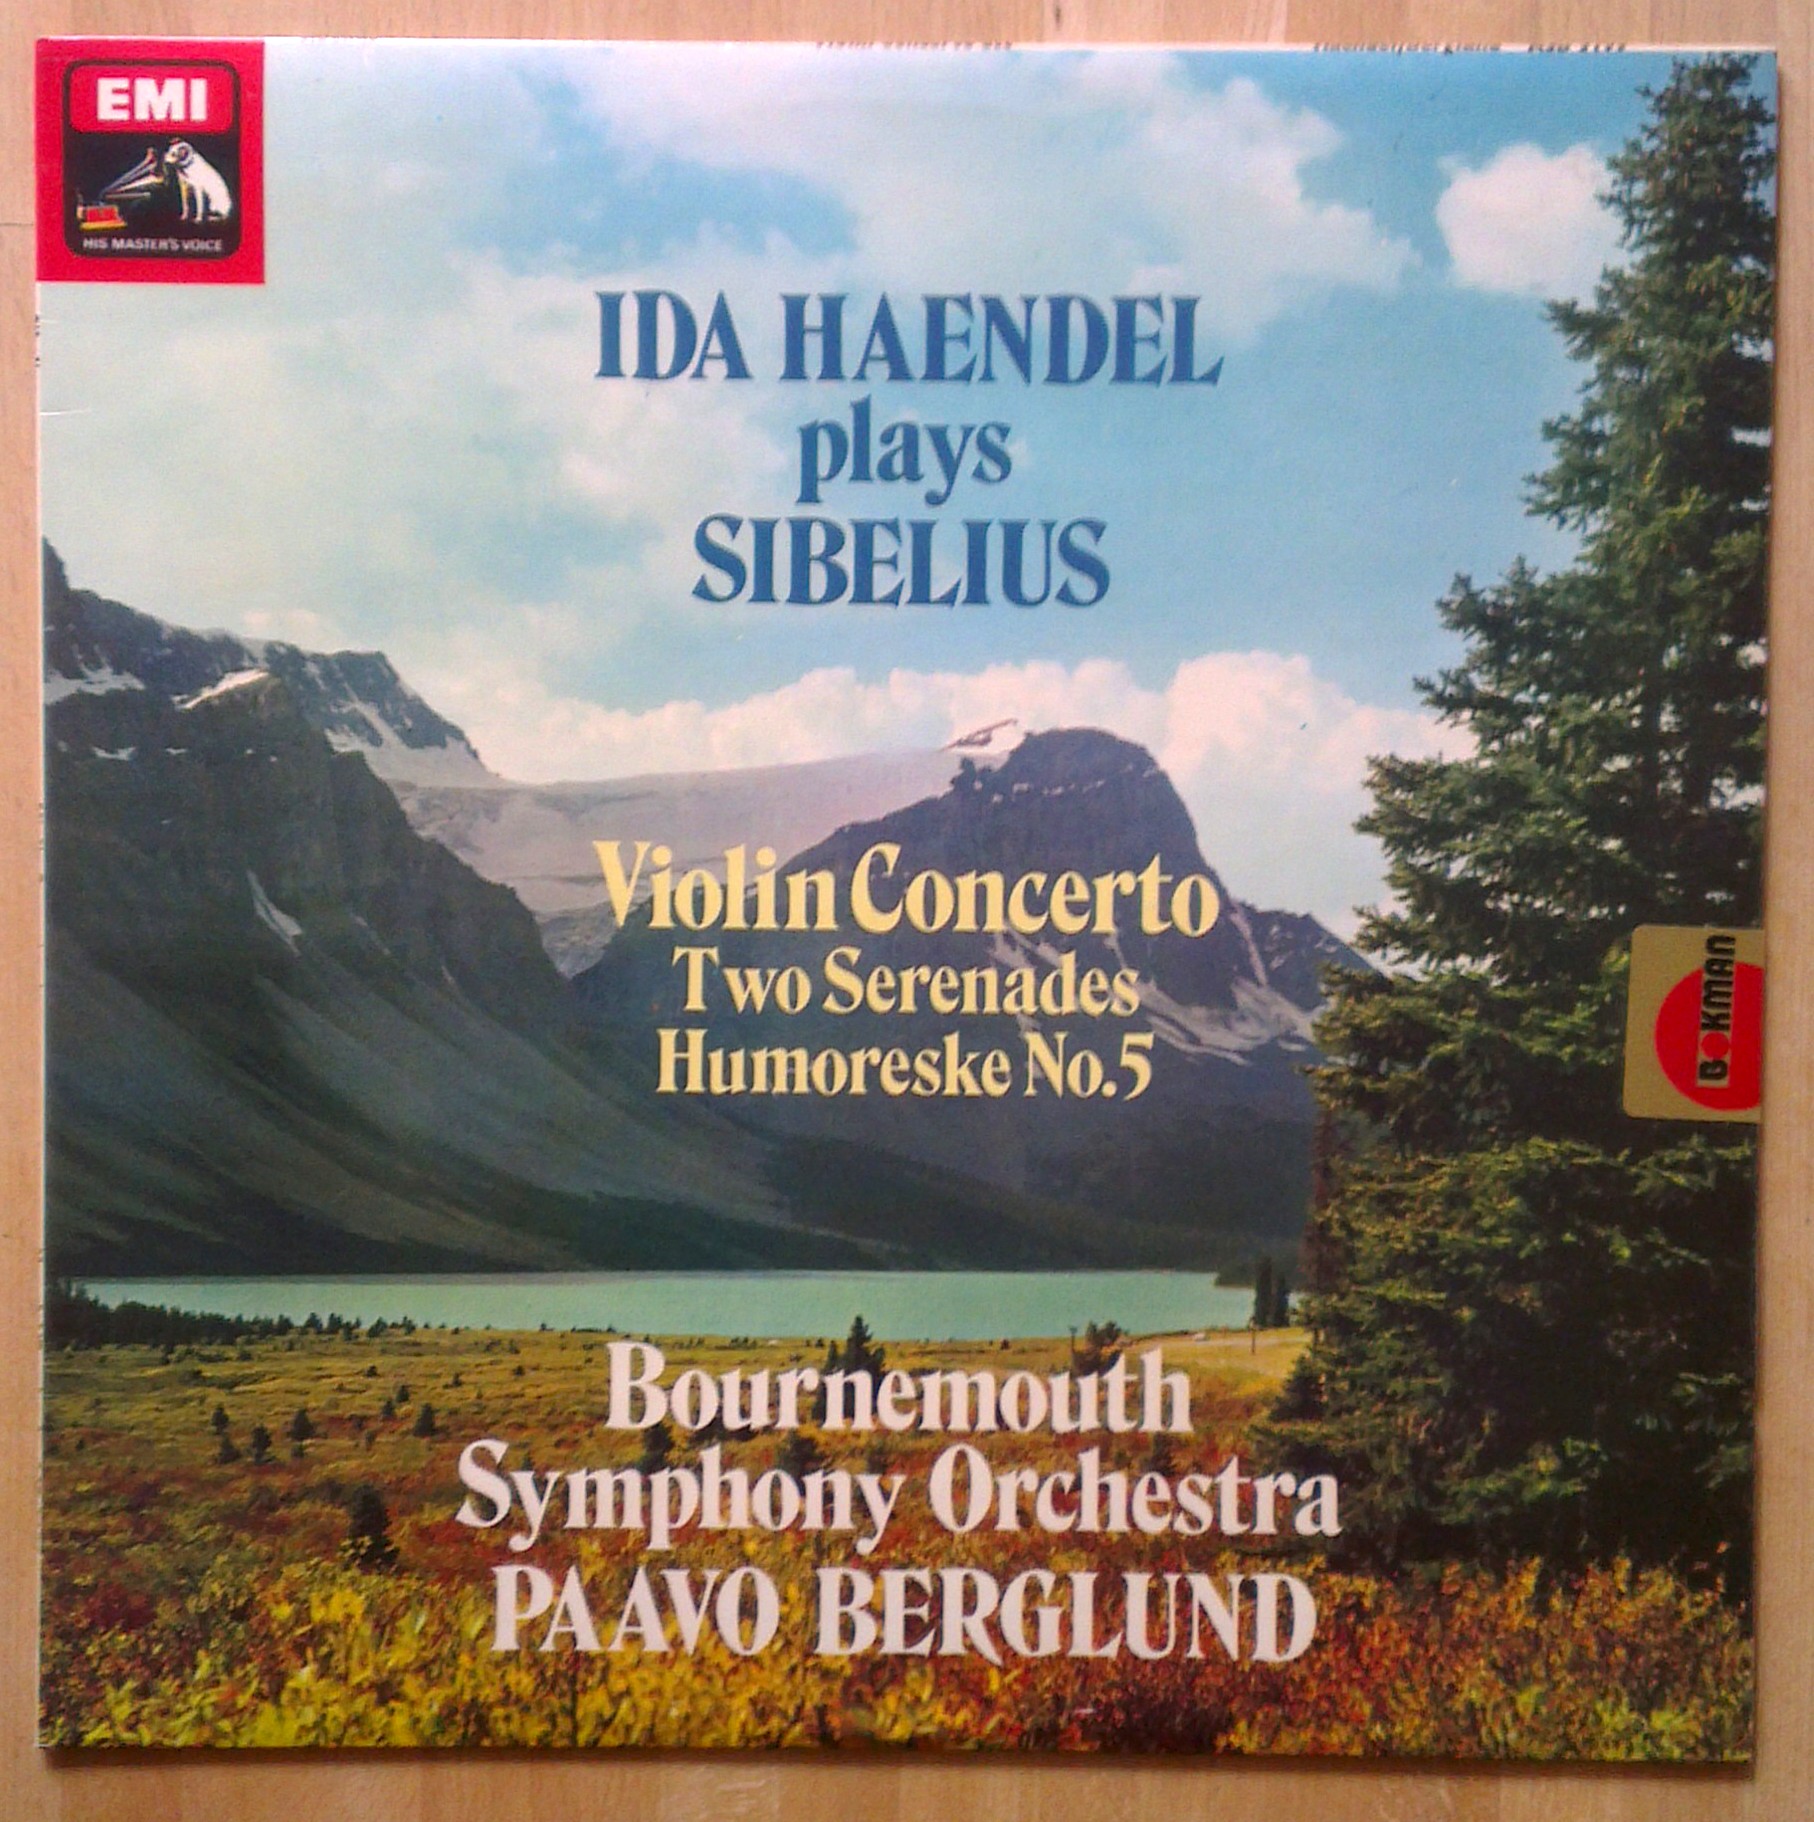 EMI
HIS MASTER'S VOICE
IDA HAENDEL
plays
SIBELIUS
Violin Concerto
Two Serenades
Humoreske No.5
BOKMAN
Bournemouth
Symphony Orchestra
PAAVO BERGLUND